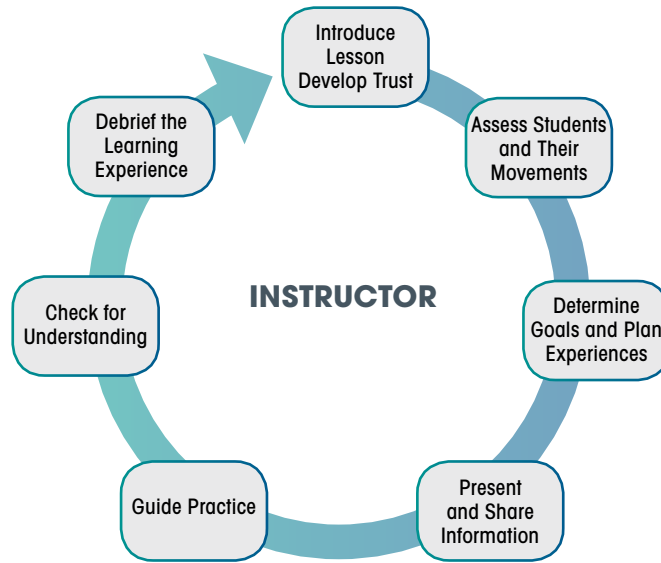 Introduce
Lesson
Develop Trust
Assess Students
and Their
Movements
Determine
Goals and Plan
Experiences
Present
and Share
Information
Guide Practice
Check for
Understanding
Debrief the
Learning
Experience
INSTRUCTOR